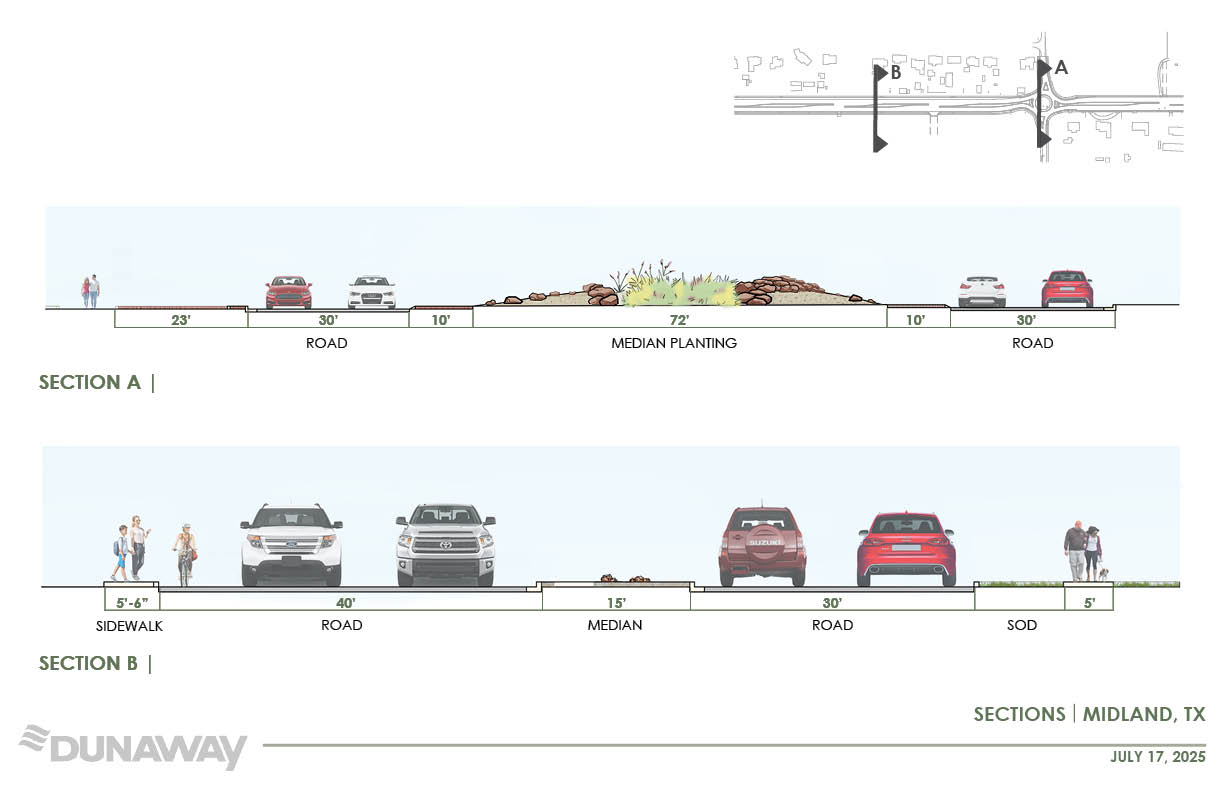 B
A
23’ 30’ 10’ 72’ 10’ 30’
ROAD MEDIAN PLANTING ROAD
SECTION A |
SUZUKI
5’-6” 40’ 15’ 30’ 5’
SIDEWALK ROAD MEDIAN ROAD SOD
SECTION B |
SECTIONS | MIDLAND, TX
DUNAWAY
JULY 17, 2025